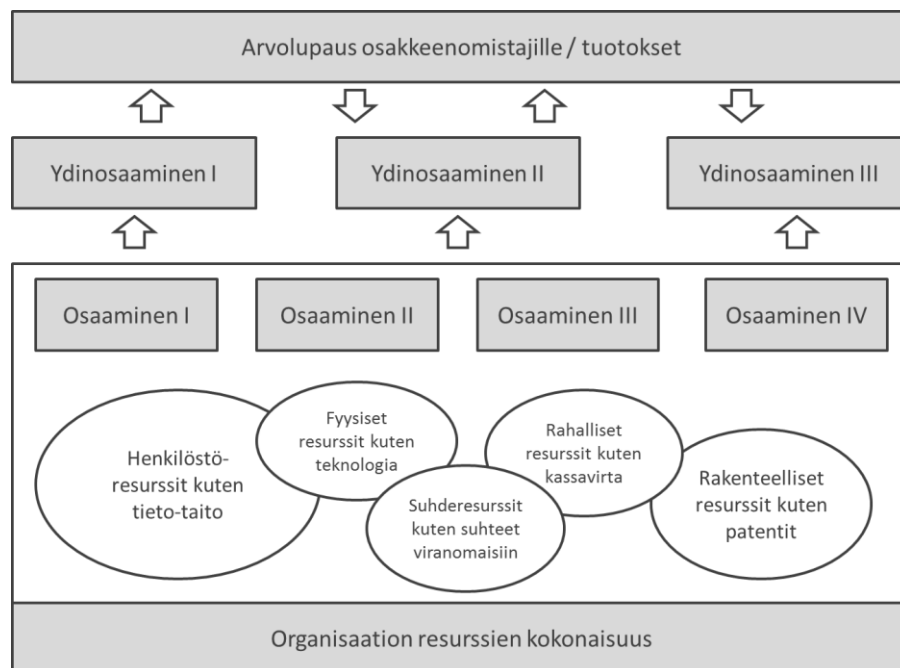 Arvolupaus osakkeenomistajille / tuotokset
Ydinosaaminen I
Ydinosaaminen II
Ydinosaaminen III
Osaaminen I
Osaaminen II
Osaaminen III
Osaaminen IV
Henkilöstö-
resurssit kuten
tieto-taito
Fyysiset
resurssit kuten
teknologia
Suhderesurssit
kuten suhteet
viranomaisiin
Rahalliset
resurssit kuten
kassavirta
Rakenteelliset
resurssit kuten
patentit
Organisaation resurssien kokonaisuus